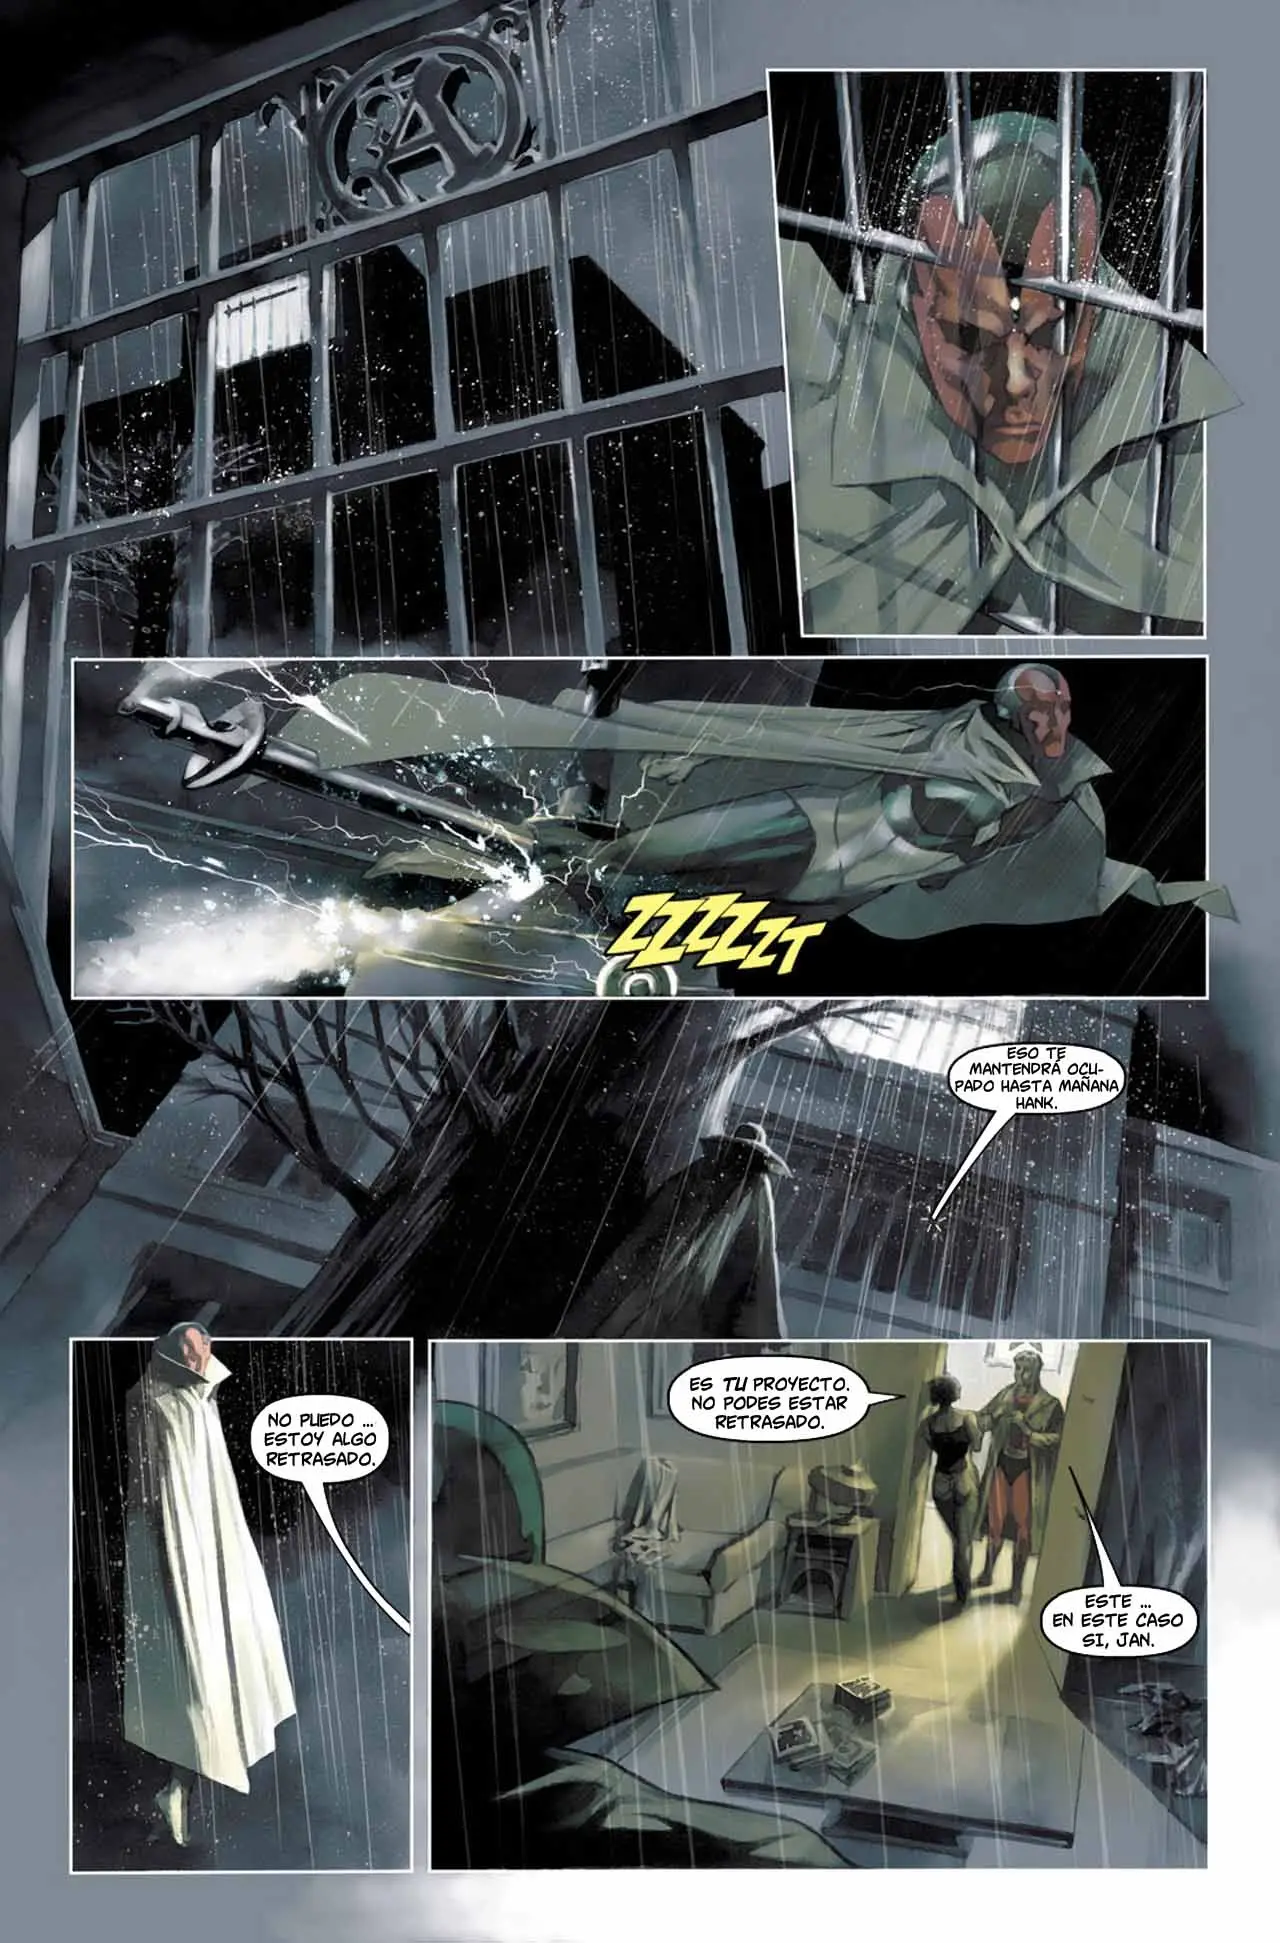 A
ZZZZZT
ESO TE
MANTENDRÁ OCU-
PADO HASTA MAÑANA
HANK.
NO PUEDO ...
ESTOY ALGO
RETRASADO.
ES TU PROYECTO.
NO PODES ESTAR
RETRASADO.
ESTE ...
EN ESTE CASO
SI, JAN.